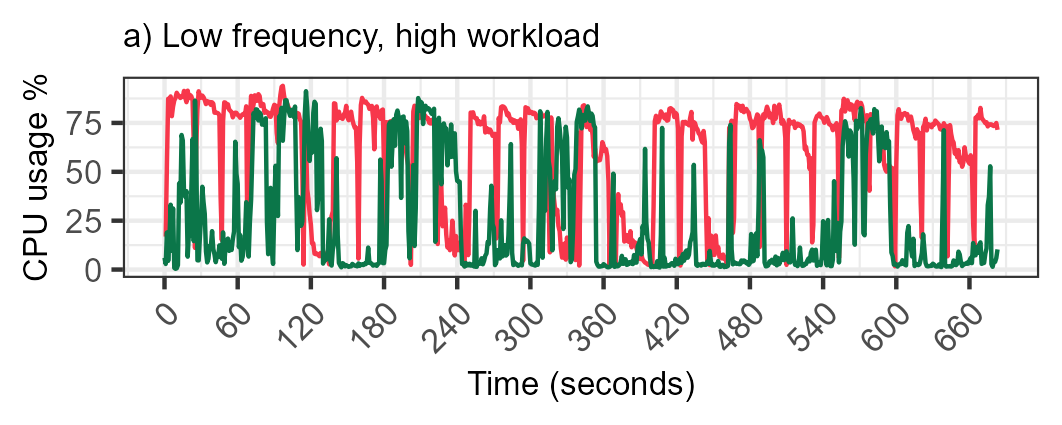 a) Low frequency, high workload
CPU usage %
75
50
25
0
0 60 120 180 240 300 360 420 480 540 600 660
Time (seconds)